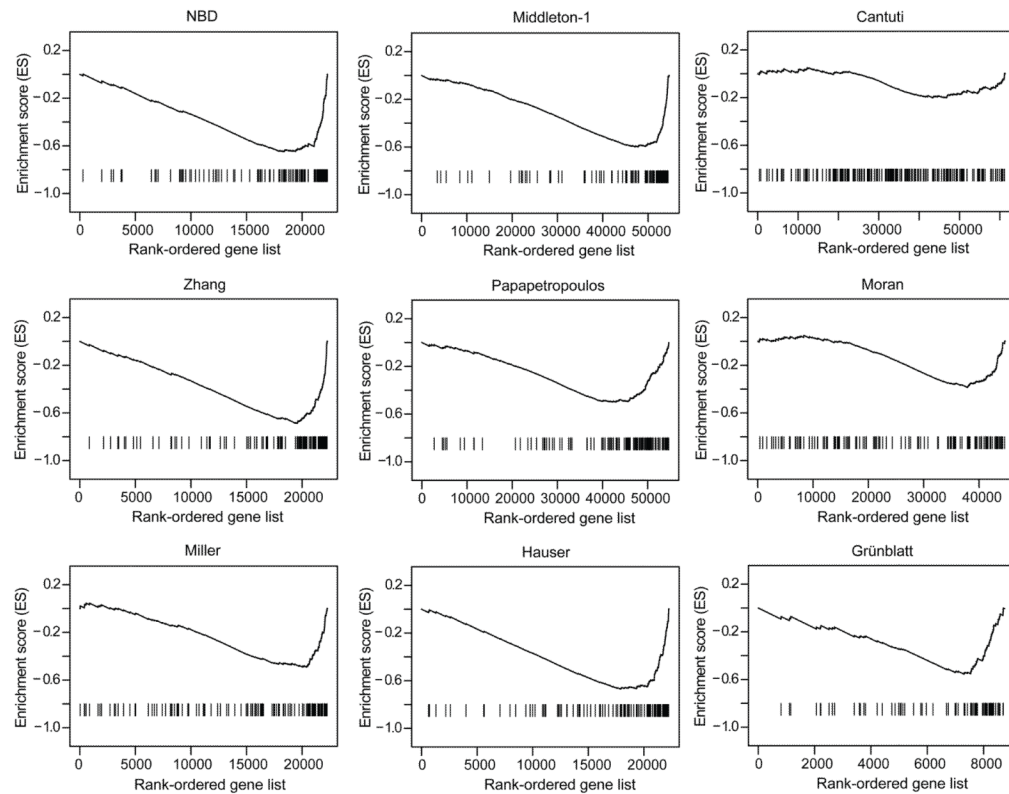 NBD
Enrichment score (ES)
0.2
−0.2
−0.6
−1.0
0 5000 10000 15000 20000
Rank-ordered gene list
Middleton-1
Enrichment score (ES)
0.2
−0.2
−0.6
−1.0
0 10000 20000 30000 40000 50000
Rank-ordered gene list
Cantuti
Enrichment score (ES)
0.2
−0.2
−0.6
−1.0
0 10000 30000 50000
Rank-ordered gene list
Zhang
Enrichment score (ES)
0.2
−0.2
−0.6
−1.0
0 5000 10000 15000 20000
Rank-ordered gene list
Papapetropoulos
Enrichment score (ES)
0.2
−0.2
−0.6
−1.0
0 10000 20000 30000 40000 50000
Rank-ordered gene list
Moran
Enrichment score (ES)
0.2
−0.2
−0.6
−1.0
0 10000 20000 30000 40000
Rank-ordered gene list
Miller
Enrichment score (ES)
0.2
−0.2
−0.6
−1.0
0 5000 10000 15000 20000
Rank-ordered gene list
Hauser
Enrichment score (ES)
0.2
−0.2
−0.6
−1.0
0 5000 10000 15000 20000
Rank-ordered gene list
Grünblatt
Enrichment score (ES)
0.2
−0.2
−0.6
−1.0
0 2000 4000 6000 8000
Rank-ordered gene list